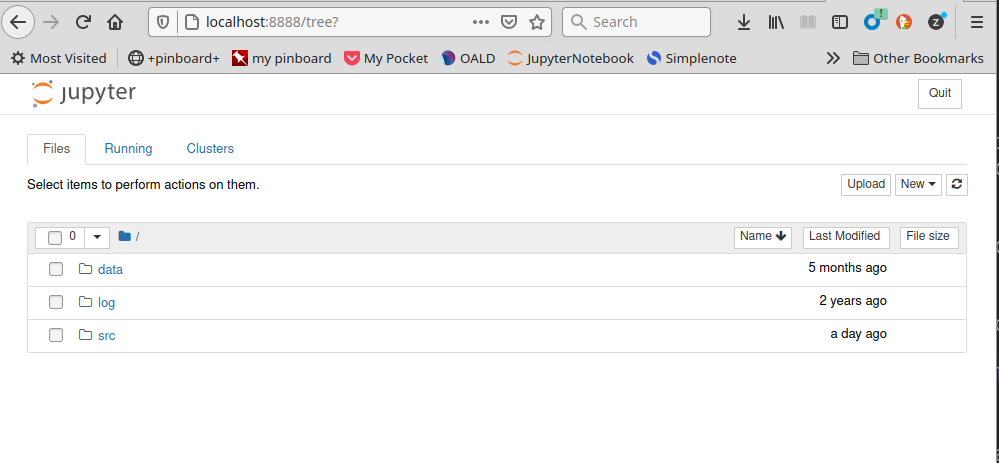 localhost:8888/tree?
Search
Z
!
Most Visited +pinboard+ my pinboard My Pocket OALD JupyterNotebook Simplenote Other Bookmarks
jupyter
Quit
Files Running Clusters
Select items to perform actions on them.
Upload New
0 / Name Last Modified File size
data 5 months ago
log 2 years ago
src a day ago